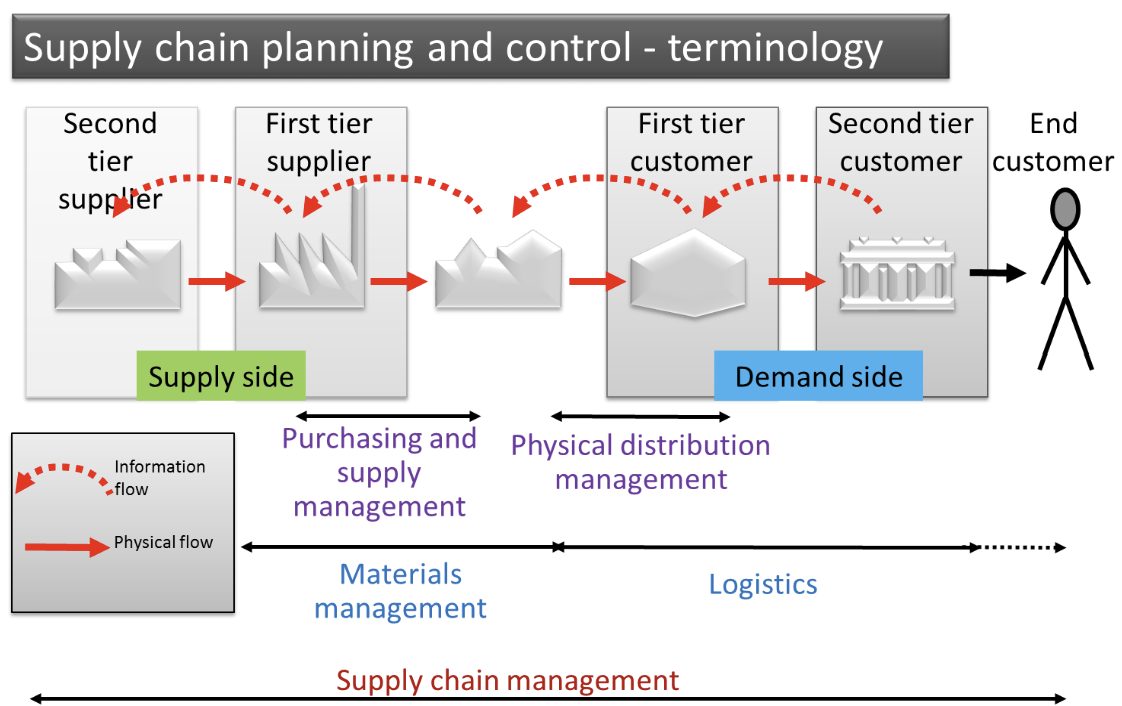 Supply chain planning and control - terminology
Second
tier
supplier
First tier
supplier
First tier
customer
Second tier
customer
End
customer
Supply side
Demand side
Purchasing and
supply
management
Physical distribution
management
Information
flow
Physical flow
Materials
management
Logistics
Supply chain management